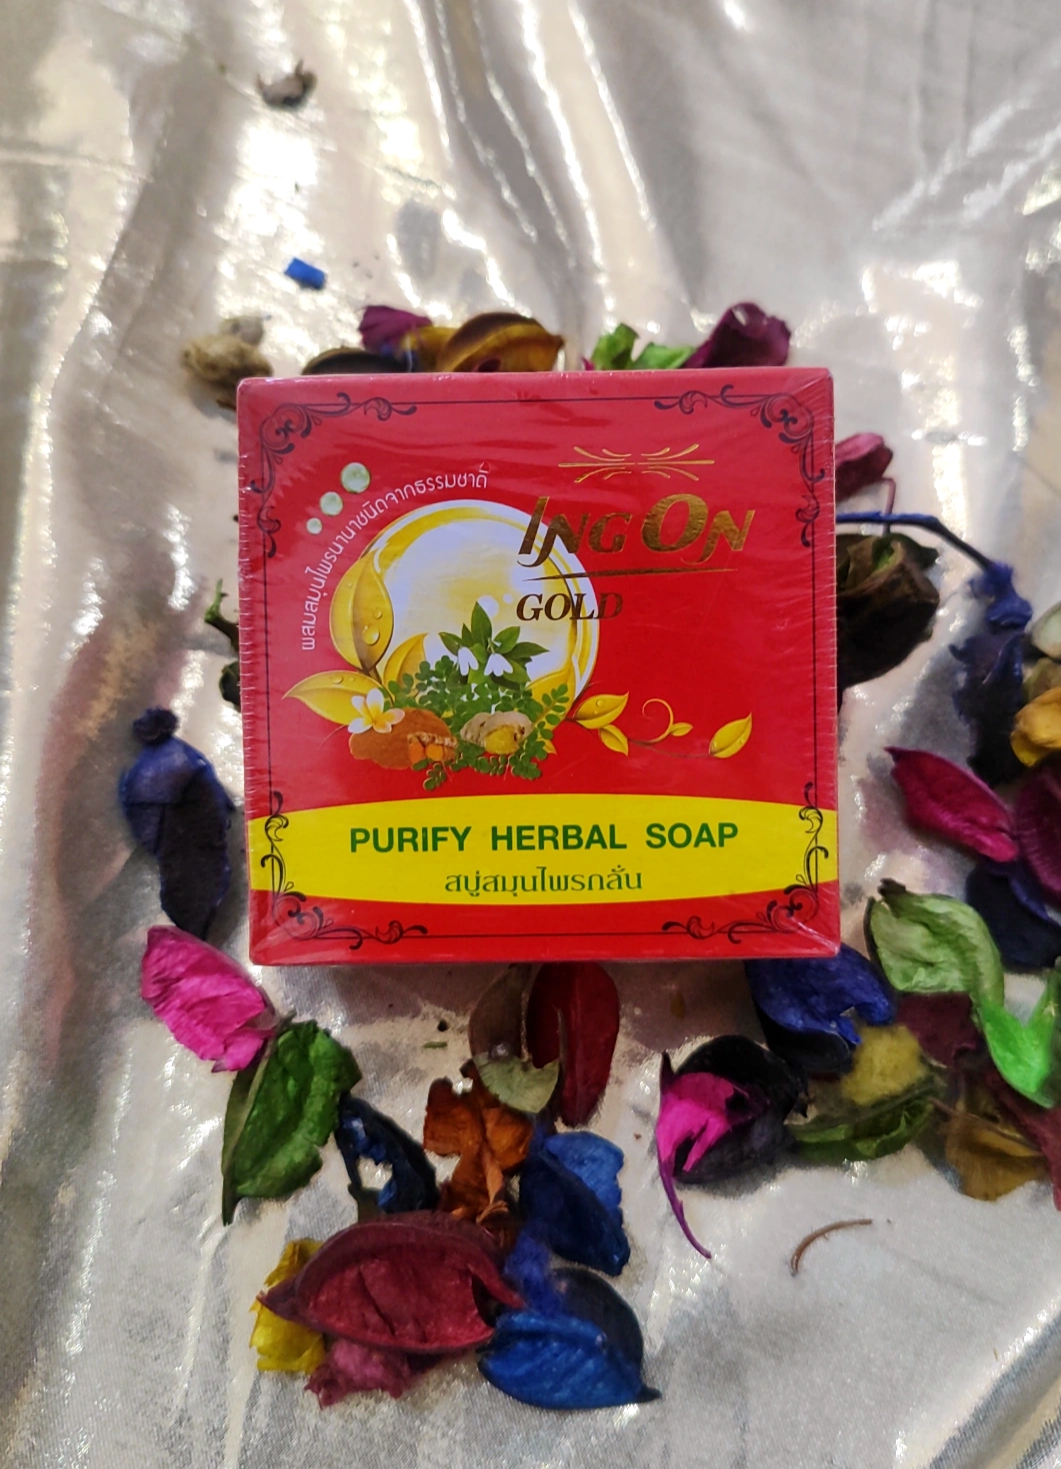 ผสมสมุนไพรนานาชนิดจากธรรมชาติ
ING ON
GOLD
PURIFY HERBAL SOAP
สบู่สมุนไพรกลั่น